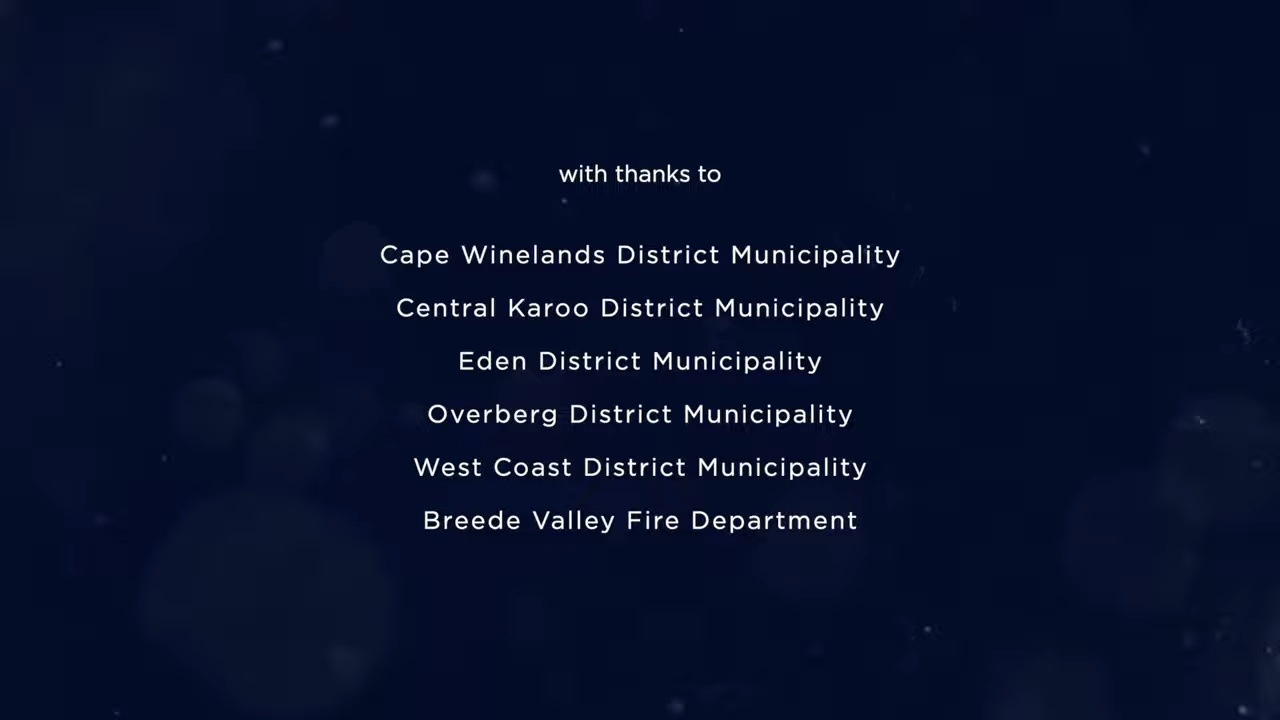 with thanks to
Cape Winelands District Municipality
Central Karoo District Municipality
Eden District Municipality
Overberg District Municipality
West Coast District Municipality
Breede Valley Fire Department